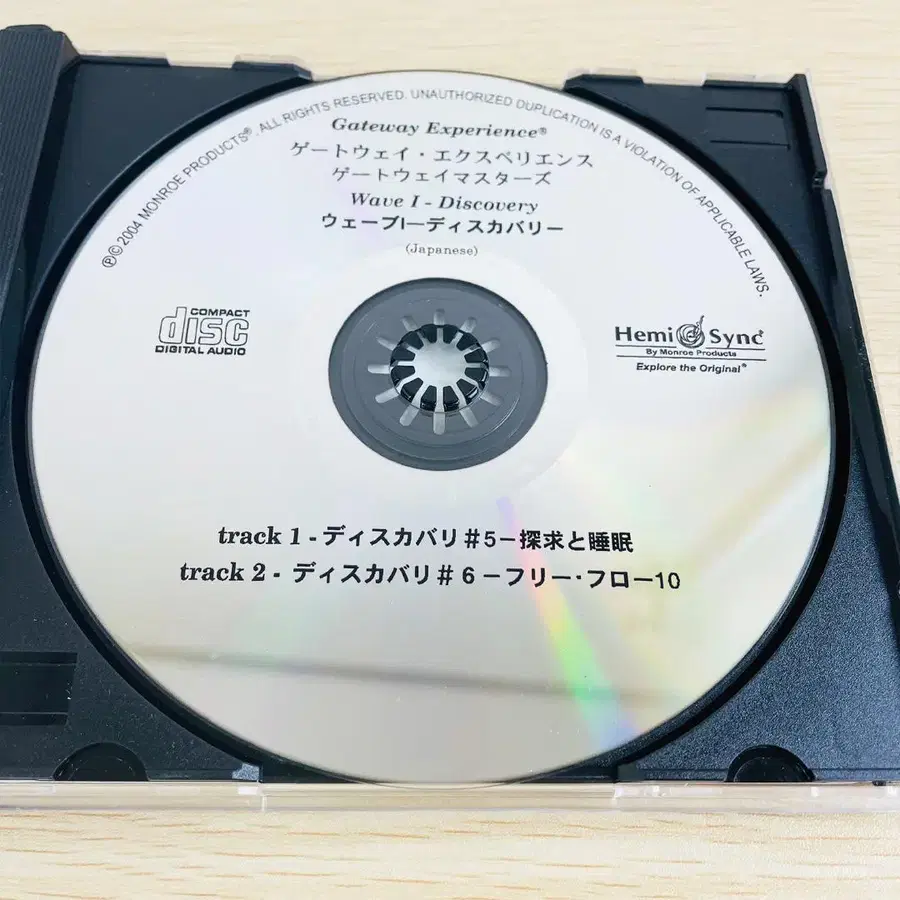 ℗© 2004 MONROE PRODUCTS®. ALL RIGHTS RESERVED. UNAUTHORIZED DUPLICATION IS A VIOLATION OF APPLICABLE LAWS.
Gateway Experience®
ゲートウェイ・エクスペリエンス
ゲートウェイマスターズ
Wave I - Discovery
ウェーブI—ディスカバリー
(Japanese)
COMPACT
disc
DIGITAL AUDIO
Hemi Sync®
By Monroe Products
Explore the Original®
track 1 - ディスカバリ＃5－探求と睡眠
track 2 - ディスカバリ＃6－フリー・フロー10